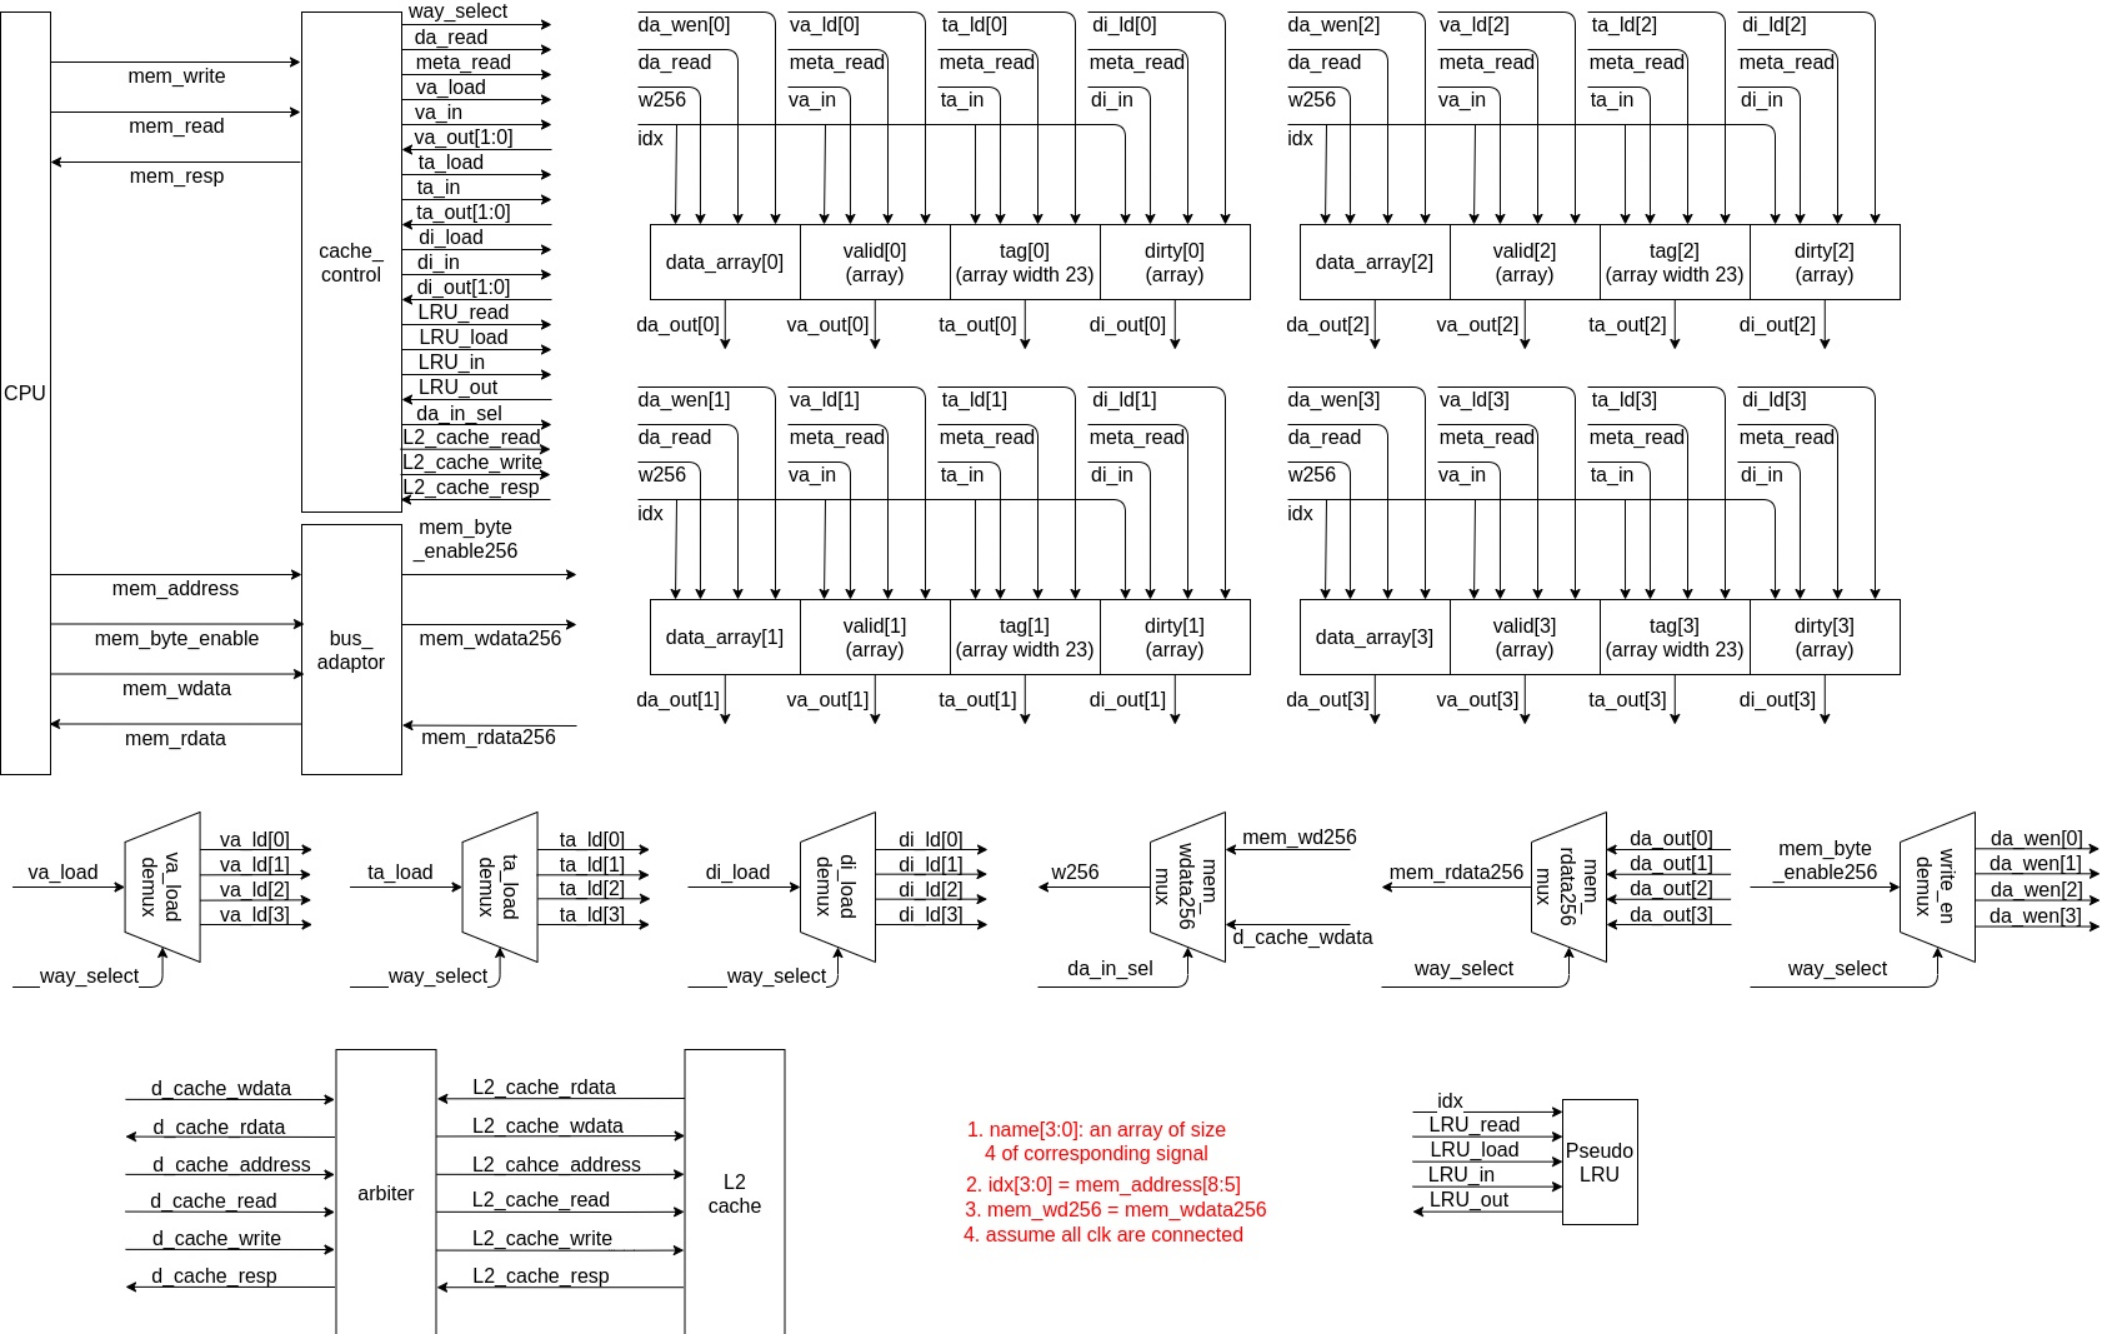 CPU
mem_write
mem_read
mem_resp
mem_address
mem_byte_enable
mem_wdata
mem_rdata
cache_
control
bus_
adaptor
way_select
da_read
meta_read
va_load
va_in
va_out[1:0]
ta_load
ta_in
ta_out[1:0]
di_load
di_in
di_out[1:0]
LRU_read
LRU_load
LRU_in
LRU_out
da_in_sel
L2_cache_read
L2_cache_write
L2_cache_resp
mem_byte
_enable256
mem_wdata256
mem_rdata256
da_wen[0] va_ld[0] ta_ld[0] di_ld[0]
da_read meta_read meta_read meta_read
w256 va_in ta_in di_in
idx
data_array[0]
valid[0]
(array)
tag[0]
(array width 23)
dirty[0]
(array)
da_out[0] va_out[0] ta_out[0] di_out[0]
da_wen[2] va_ld[2] ta_ld[2] di_ld[2]
da_read meta_read meta_read meta_read
w256 va_in ta_in di_in
idx
data_array[2]
valid[2]
(array)
tag[2]
(array width 23)
dirty[2]
(array)
da_out[2] va_out[2] ta_out[2] di_out[2]
da_wen[1] va_ld[1] ta_ld[1] di_ld[1]
da_read meta_read meta_read meta_read
w256 va_in ta_in di_in
idx
data_array[1]
valid[1]
(array)
tag[1]
(array width 23)
dirty[1]
(array)
da_out[1] va_out[1] ta_out[1] di_out[1]
da_wen[3] va_ld[3] ta_ld[3] di_ld[3]
da_read meta_read meta_read meta_read
w256 va_in ta_in di_in
idx
data_array[3]
valid[3]
(array)
tag[3]
(array width 23)
dirty[3]
(array)
da_out[3] va_out[3] ta_out[3] di_out[3]
va_load
va_load
demux
va_ld[0]
va_ld[1]
va_ld[2]
va_ld[3]
way_select
ta_load
ta_load
demux
ta_ld[0]
ta_ld[1]
ta_ld[2]
ta_ld[3]
way_select
di_load
di_load
demux
di_ld[0]
di_ld[1]
di_ld[2]
di_ld[3]
way_select
w256
mem_
wdata256
mux
mem_wd256
d_cache_wdata
da_in_sel
mem_rdata256
mem_
rdata256
mux
da_out[0]
da_out[1]
da_out[2]
da_out[3]
way_select
mem_byte
_enable256
write_en
demux
da_wen[0]
da_wen[1]
da_wen[2]
da_wen[3]
way_select
d_cache_wdata
d_cache_rdata
d_cache_address
d_cache_read
d_cache_write
d_cache_resp
arbiter
L2_cache_rdata
L2_cache_wdata
L2_cahce_address
L2_cache_read
L2_cache_write
L2_cache_resp
L2
cache
1. name[3:0]: an array of size
4 of corresponding signal
2. idx[3:0] = mem_address[8:5]
3. mem_wd256 = mem_wdata256
4. assume all clk are connected
idx
LRU_read
LRU_load
LRU_in
LRU_out
Pseudo
LRU